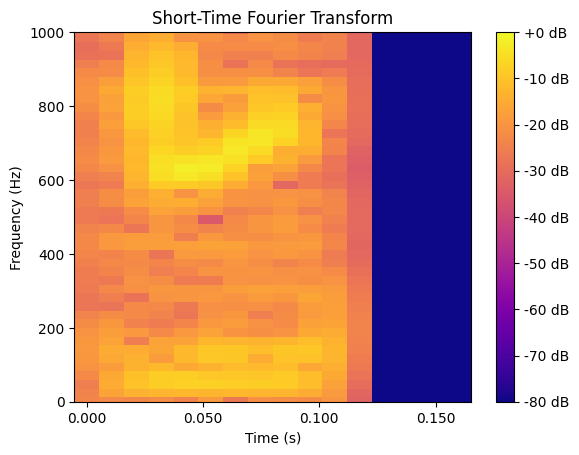 Short-Time Fourier Transform
1000
800
600
400
200
0
Frequency (Hz)
0.000
0.050
0.100
0.150
Time (s)
+0 dB
-10 dB
-20 dB
-30 dB
-40 dB
-50 dB
-60 dB
-70 dB
-80 dB